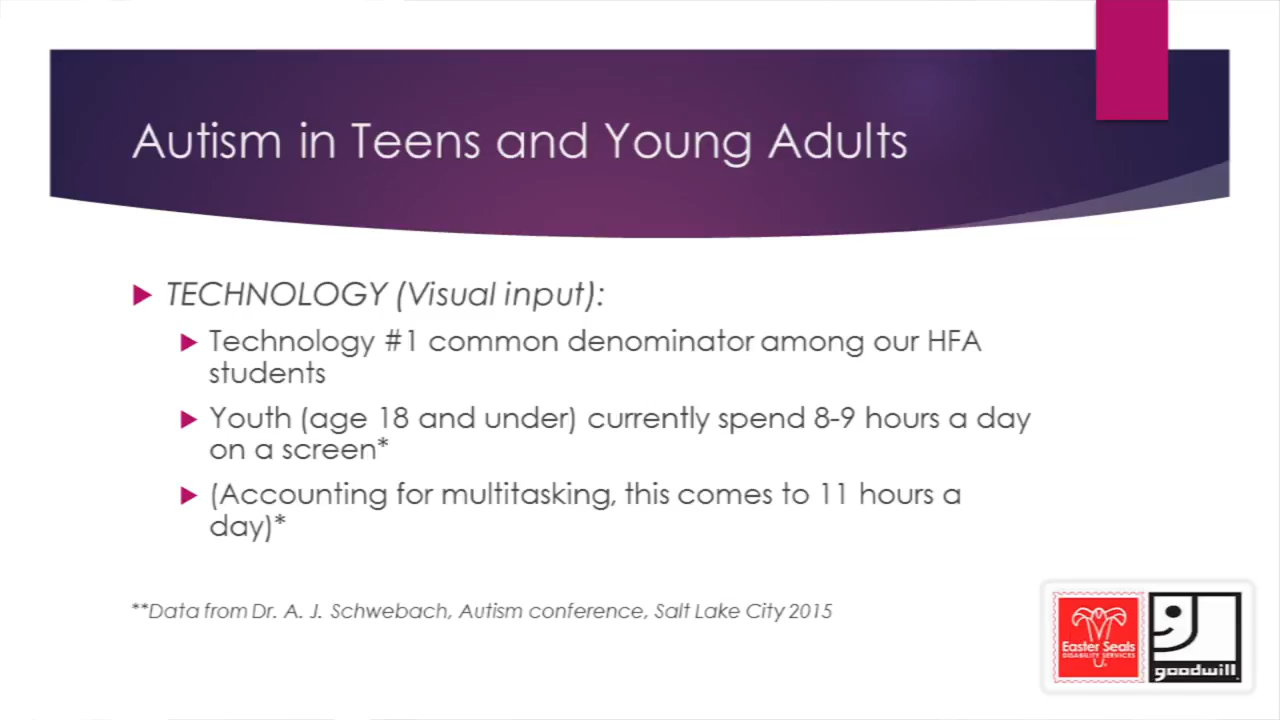 Autism in Teens and Young Adults
TECHNOLOGY (Visual input):
Technology #1 common denominator among our HFA
students
Youth (age 18 and under) currently spend 8-9 hours a day
on a screen*
(Accounting for multitasking, this comes to 11 hours a
day)*
**Data from Dr. A. J. Schwebach, Autism conference, Salt Lake City 2015
Easter Seals
DISABILITY SERVICES
goodwill